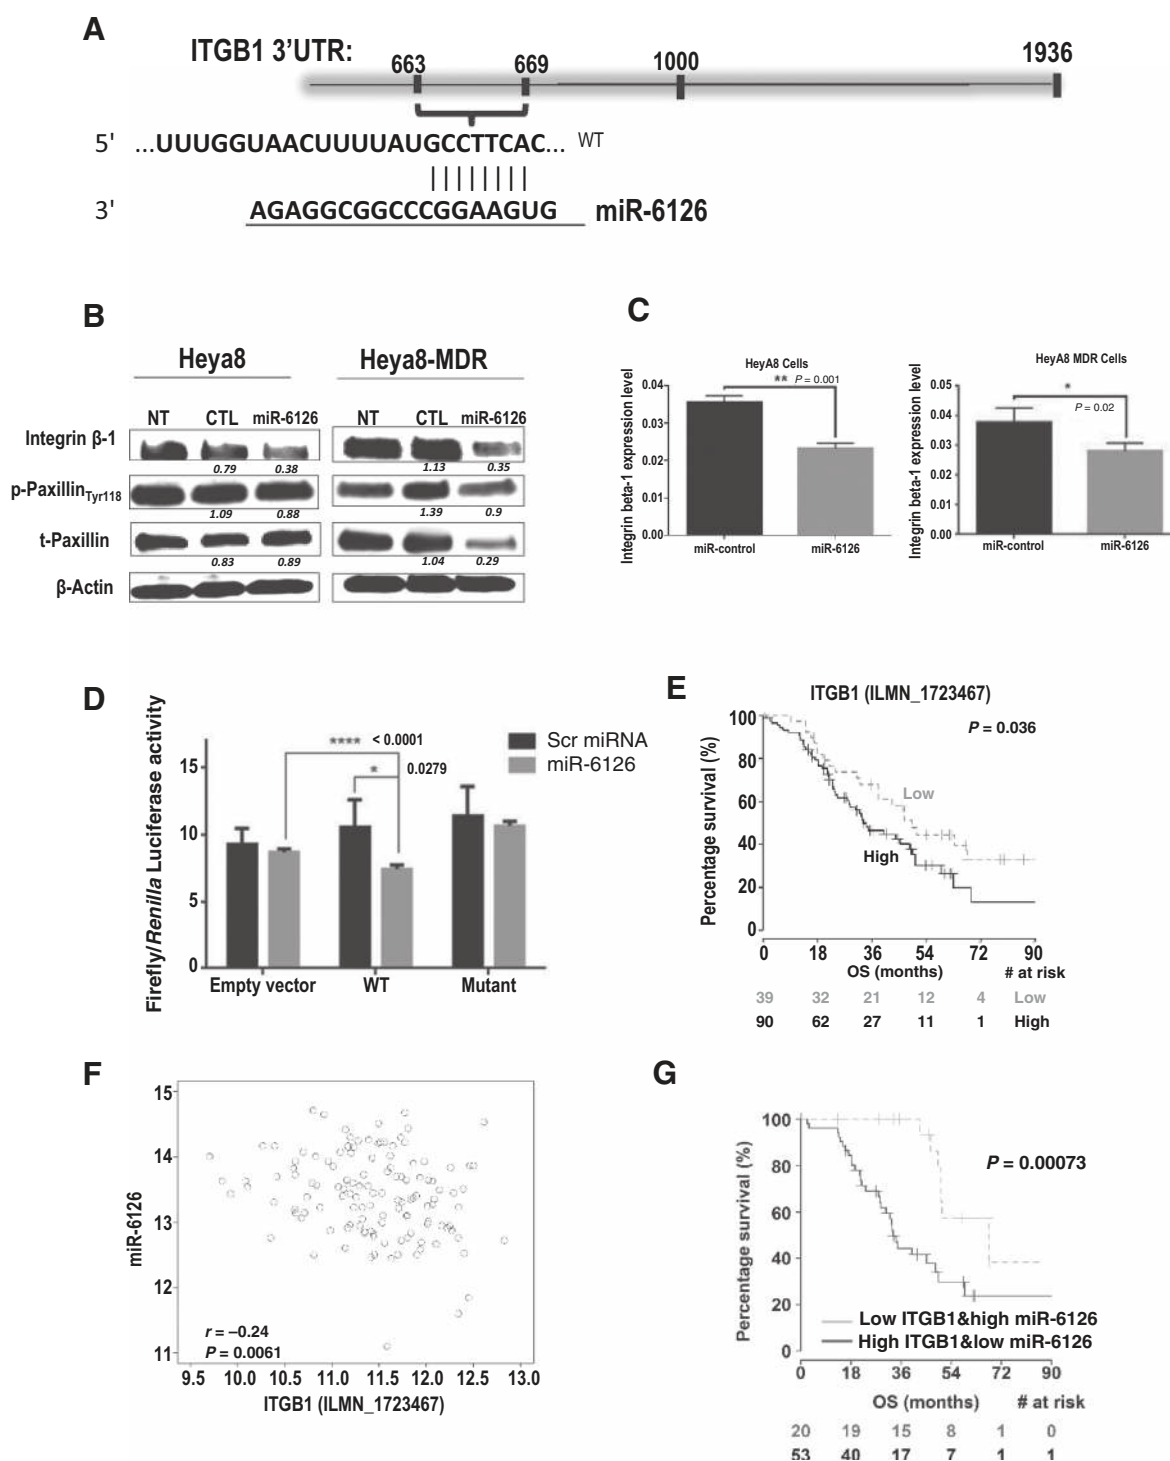 A
ITGB1 3'UTR:
663 669 1000 1936
5' ...UUUGGUAACUUUUAUGCCTTCAC... WT
3' AGAGGCGGCCCGGAAGUG miR-6126
B
Heya8 Heya8-MDR
NT CTL miR-6126 NT CTL miR-6126
Integrin β-1
0.79 0.38 1.13 0.35
p-PaxillinTyr118
1.09 0.88 1.39 0.9
t-Paxillin
0.83 0.89 1.04 0.29
β-Actin
C
HeyA8 Cells
Integrin beta-1 expression level
** P = 0.001
0.04
0.03
0.02
0.01
0.00
miR-control miR-6126
HeyA8 MDR Cells
Integrin beta-1 expression level
*
P = 0.02
0.05
0.04
0.03
0.02
0.01
0.00
miR-control miR-6126
D
Firefly/Renilla Luciferase activity
**** < 0.0001
* 0.0279
Scr miRNA
miR-6126
15
10
5
0
Empty vector WT Mutant
E
ITGB1 (ILMN_1723467)
P = 0.036
Percentage survival (%)
100
80
60
40
20
0
Low
High
0 18 36 54 72 90
OS (months) # at risk
39 32 21 12 4 Low
90 62 27 11 1 High
F
miR-6126
15
14
13
12
11
r = –0.24
P = 0.0061
9.5 10.0 10.5 11.0 11.5 12.0 12.5 13.0
ITGB1 (ILMN_1723467)
G
Percentage survival (%)
100
80
60
40
20
0
P = 0.00073
Low ITGB1&high miR-6126
High ITGB1&low miR-6126
0 18 36 54 72 90
OS (months) # at risk
20 19 15 8 1 0
53 40 17 7 1 1